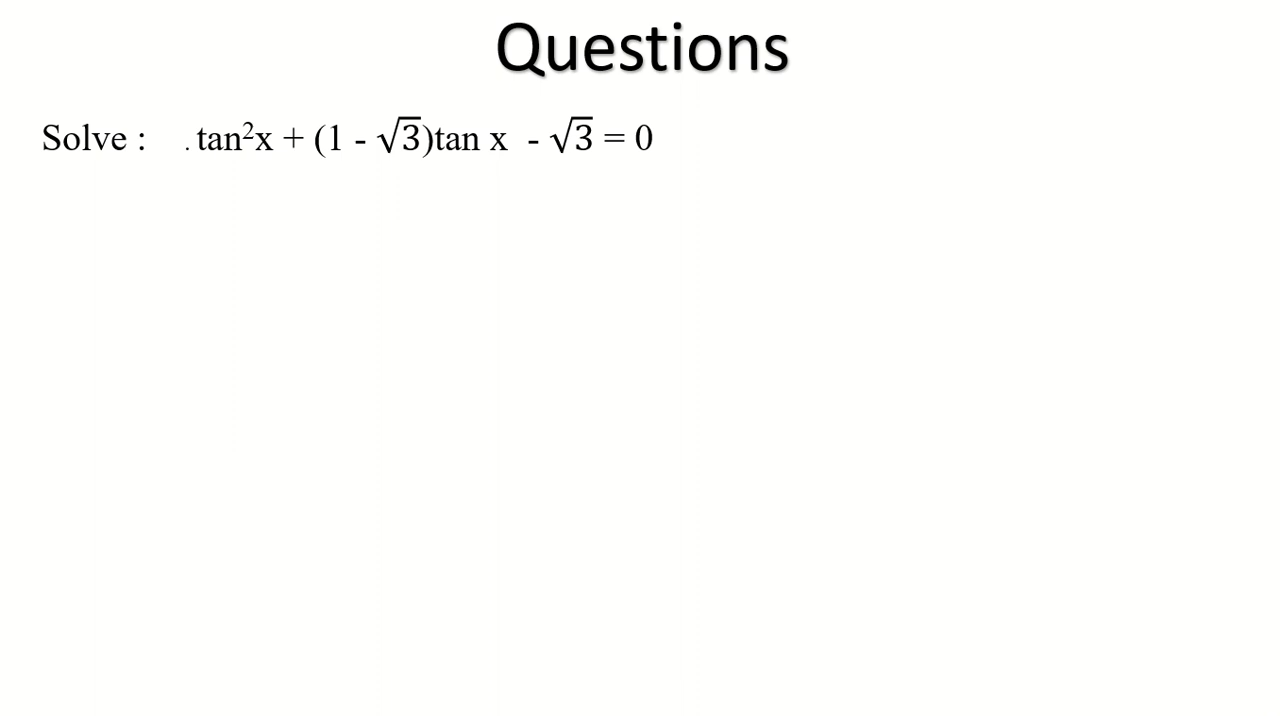 Questions
Solve : . tan²x + (1 - √3)tan x - √3 = 0